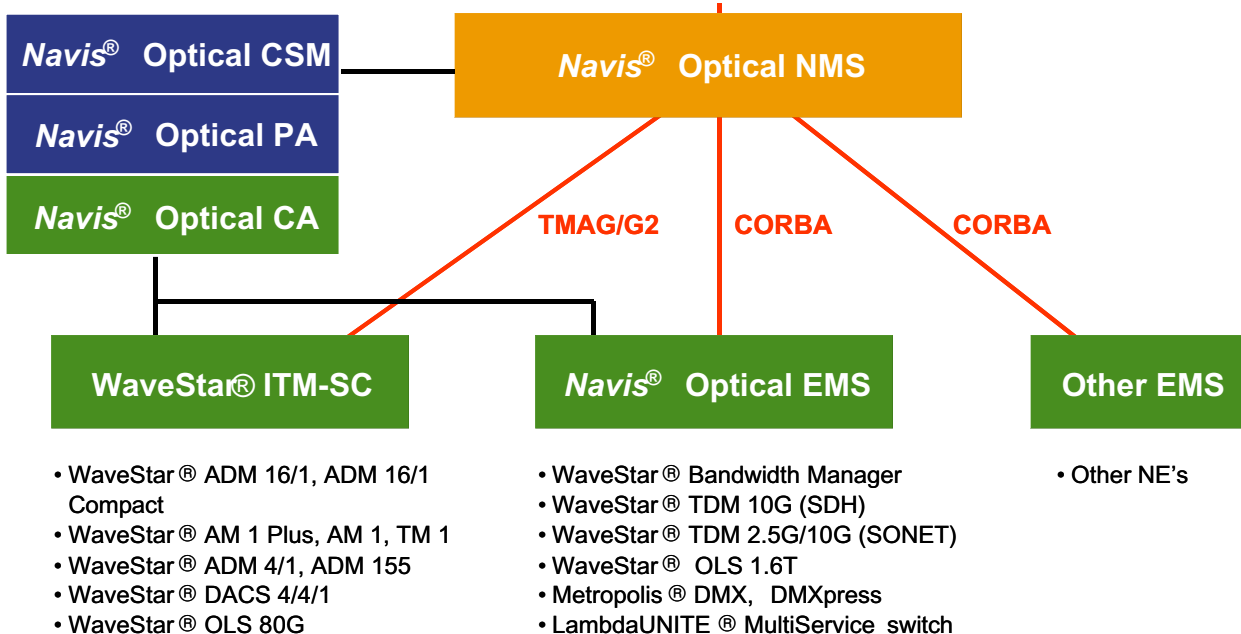 Navis® Optical CSM
Navis® Optical NMS
Navis® Optical PA
Navis® Optical CA
TMAG/G2
CORBA
CORBA
WaveStar® ITM-SC
Navis® Optical EMS
Other EMS
• WaveStar ® ADM 16/1, ADM 16/1
Compact
• WaveStar ® AM 1 Plus, AM 1, TM 1
• WaveStar ® ADM 4/1, ADM 155
• WaveStar ® DACS 4/4/1
• WaveStar ® OLS 80G
• WaveStar ® Bandwidth Manager
• WaveStar ® TDM 10G (SDH)
• WaveStar ® TDM 2.5G/10G (SONET)
• WaveStar ® OLS 1.6T
• Metropolis ® DMX, DMXpress
• LambdaUNITE ® MultiService switch
• Other NE's